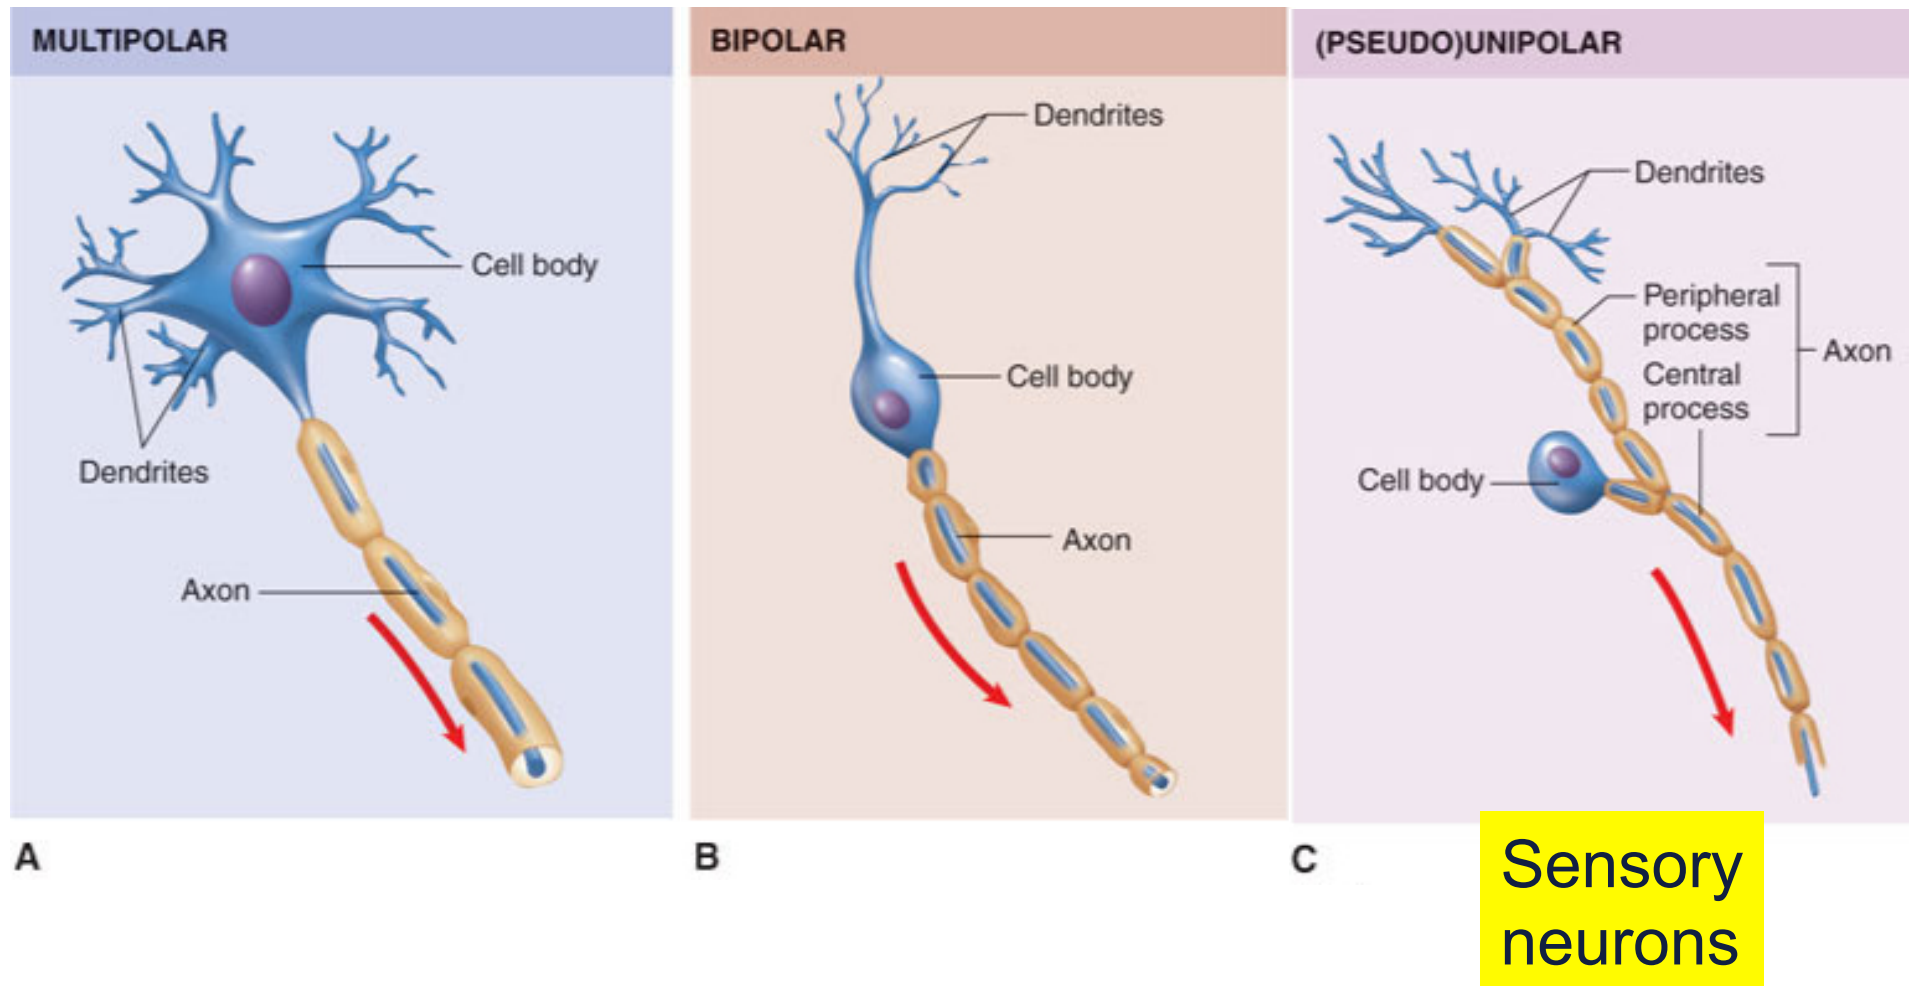 MULTIPOLAR
Cell body
Dendrites
Axon
A
BIPOLAR
Dendrites
Cell body
Axon
B
(PSEUDO)UNIPOLAR
Dendrites
Peripheral
process
Central
process
Axon
Cell body
C
Sensory
neurons